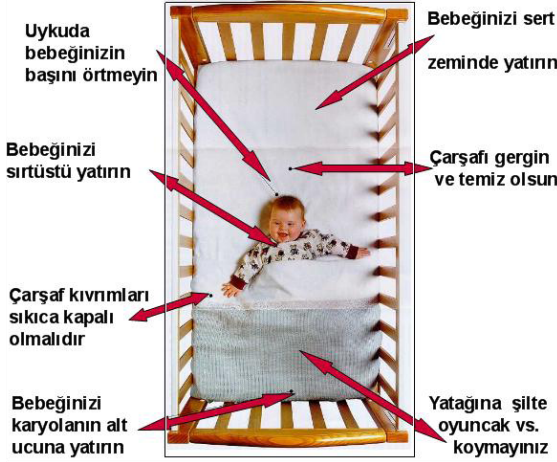 Uykuda
bebeğinizin
başını örtmeyin
Bebeğinizi sert
zeminde yatırın
Bebeğinizi
sırtüstü yatırın
Çarşafı gergin
ve temiz olsun
Çarşaf kıvrımları
sıkıca kapalı
olmalıdır
Bebeğinizi
karyolanın alt
ucuna yatırın
Yatağına şilte
oyuncak vs.
koymayınız